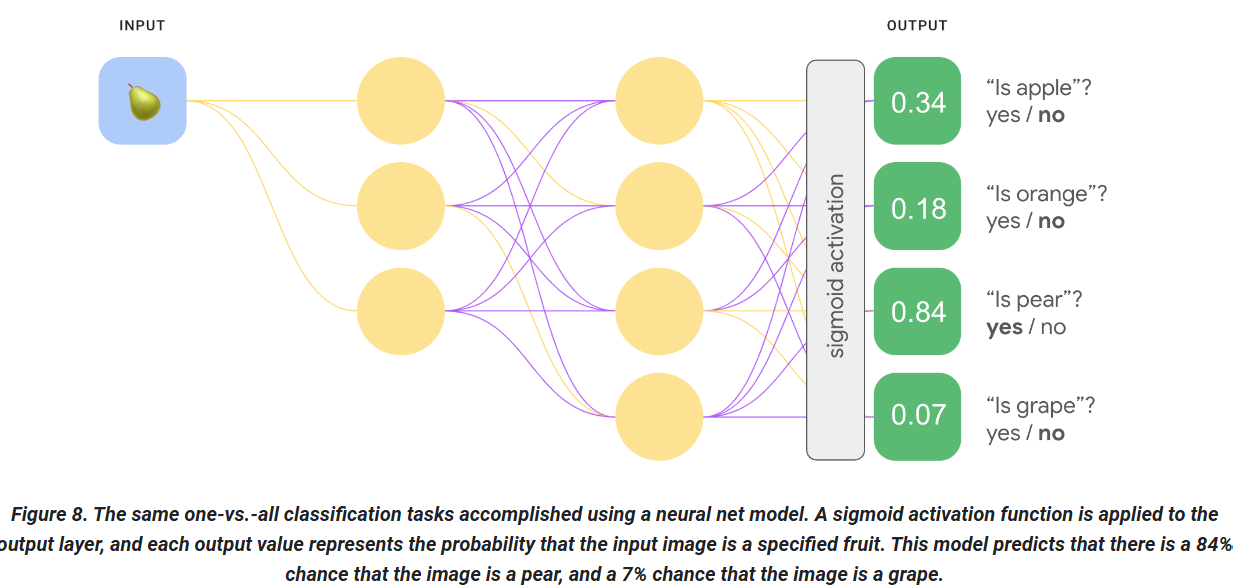 INPUT
OUTPUT
sigmoid activation
0.34
“Is apple”?
yes / no
0.18
“Is orange”?
yes / no
0.84
“Is pear”?
yes / no
0.07
“Is grape”?
yes / no
Figure 8. The same one-vs.-all classification tasks accomplished using a neural net model. A sigmoid activation function is applied to the
output layer, and each output value represents the probability that the input image is a specified fruit. This model predicts that there is a 84%
chance that the image is a pear, and a 7% chance that the image is a grape.